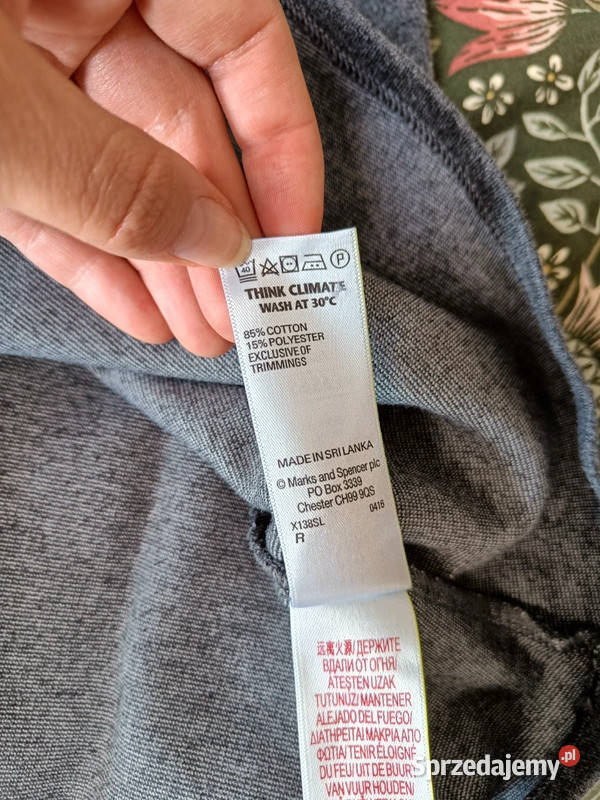 40
P
THINK CLIMATE
WASH AT 30°C
85% COTTON
15% POLYESTER
EXCLUSIVE OF
TRIMMINGS
MADE IN SRI LANKA
© Marks and Spencer plc
PO Box 3339
Chester CH99 9QS
X138SL 0416
R
远离火源/ДЕРЖИТЕ
ВДАЛИ ОТ ОГНЯ/
ATEŞTEN UZAK
TUTUNUZ/MANTENER
ALEJADO DEL FUEGO/
ΔΙΑΤΗΡΕΙΤΑΙ ΜΑΚΡΙΑ ΑΠΟ
ΦΩΤΙΑ/TENIR ÉLOIGNÉ
DU FEU/UIT DE BUURT
VAN VUUR HOUDEN/
Sprzedajemy.pl